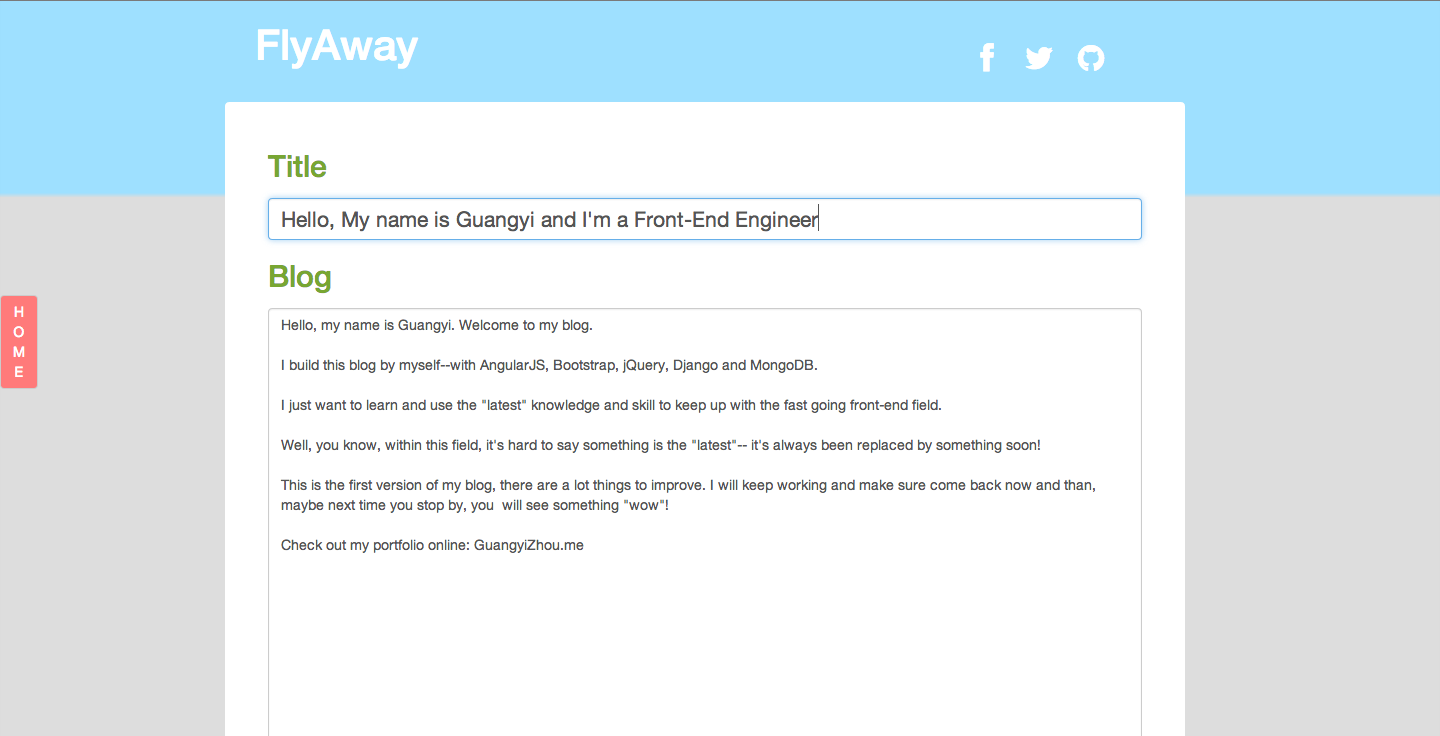 FlyAway
Title
Hello, My name is Guangyi and I'm a Front-End Engineer
Blog
HOME
Hello, my name is Guangyi. Welcome to my blog.
I build this blog by myself--with AngularJS, Bootstrap, jQuery, Django and MongoDB.
I just want to learn and use the "latest" knowledge and skill to keep up with the fast going front-end field.
Well, you know, within this field, it's hard to say something is the "latest"-- it's always been replaced by something soon!
This is the first version of my blog, there are a lot things to improve. I will keep working and make sure come back now and than,
maybe next time you stop by, you  will see something "wow"!
Check out my portfolio online: GuangyiZhou.me